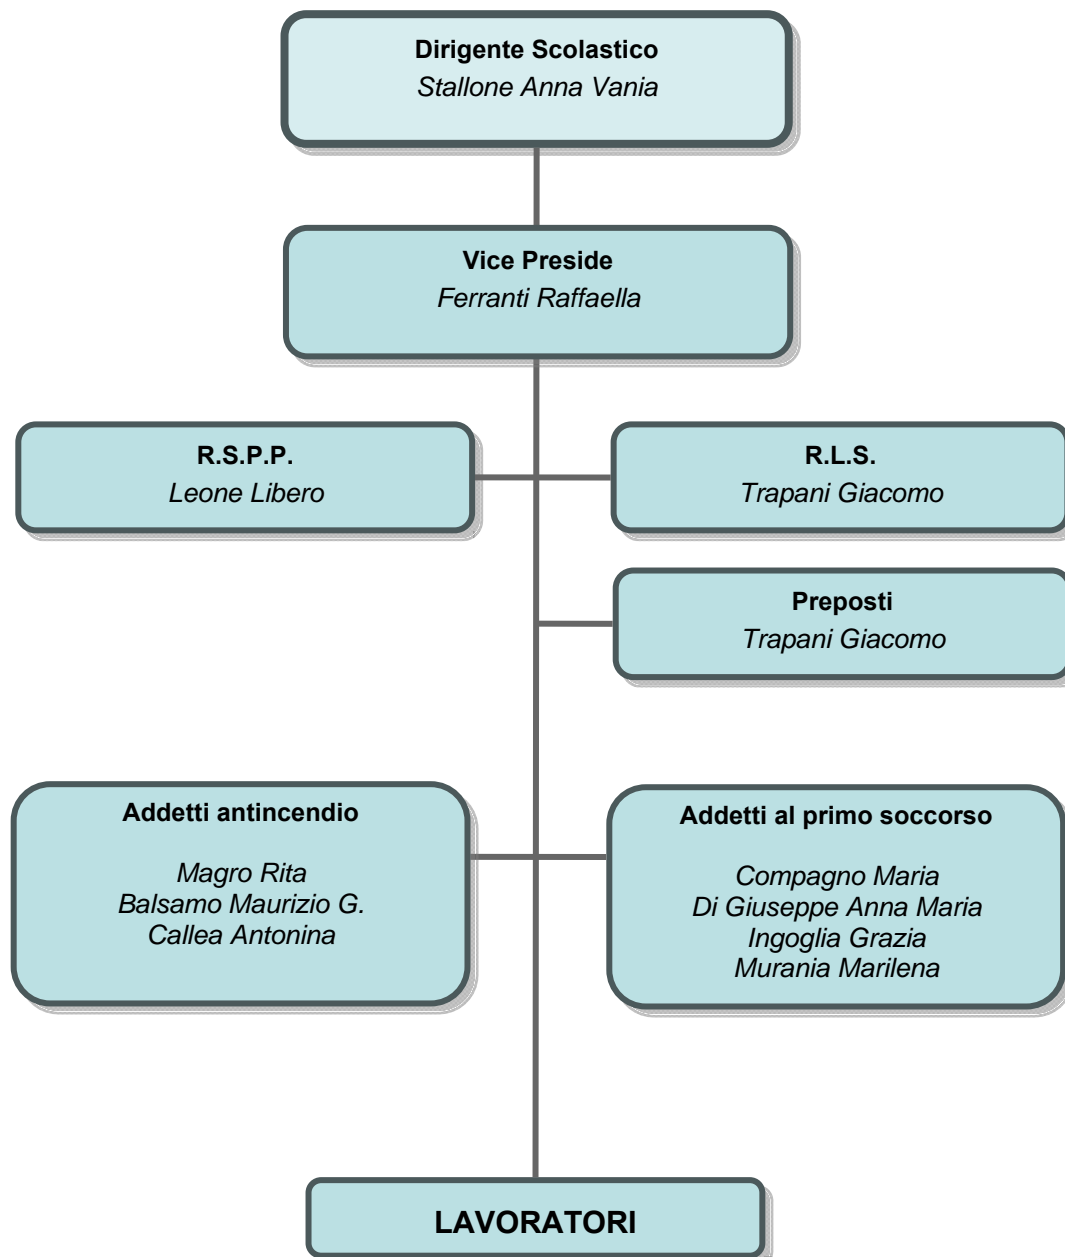 Dirigente Scolastico
Stallone Anna Vania
Vice Preside
Ferranti Raffaella
R.S.P.P.
Leone Libero
R.L.S.
Trapani Giacomo
Preposti
Trapani Giacomo
Addetti antincendio
Magro Rita
Balsamo Maurizio G.
Callea Antonina
Addetti al primo soccorso
Compagno Maria
Di Giuseppe Anna Maria
Ingoglia Grazia
Murania Marilena
LAVORATORI